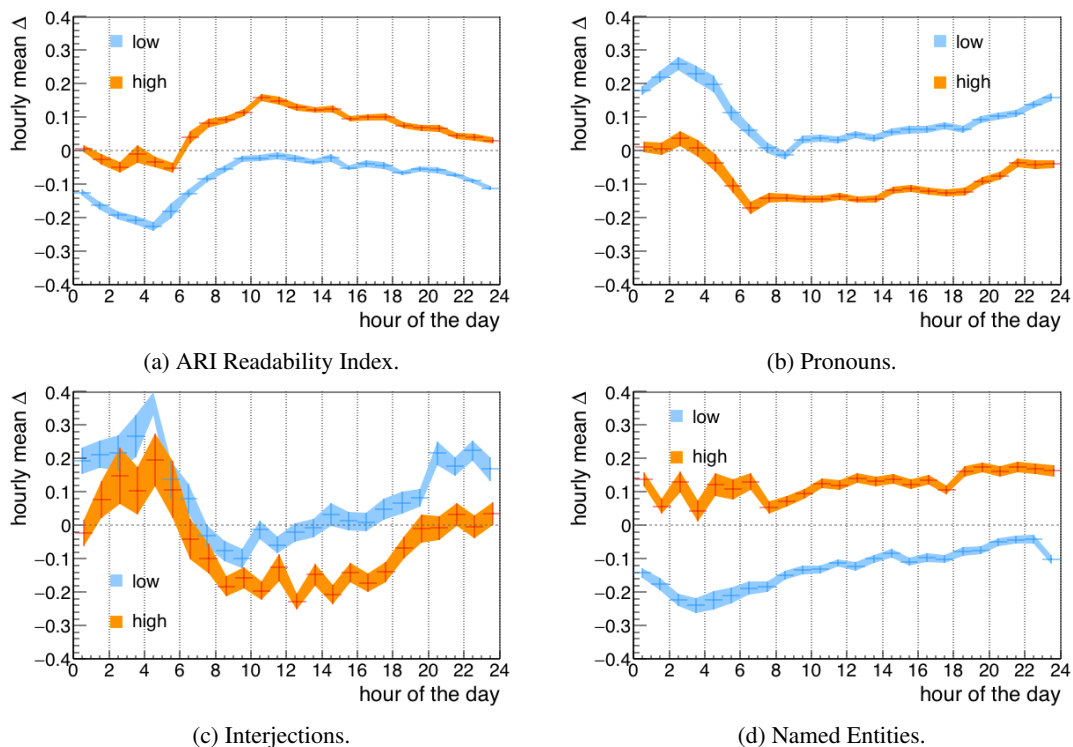 hourly mean Δ
0.4
0.3
0.2
0.1
0
−0.1
−0.2
−0.3
−0.4
low
high
0 2 4 6 8 10 12 14 16 18 20 22 24
hour of the day
(a) ARI Readability Index.
hourly mean Δ
0.4
0.3
0.2
0.1
0
−0.1
−0.2
−0.3
−0.4
low
high
0 2 4 6 8 10 12 14 16 18 20 22 24
hour of the day
(b) Pronouns.
hourly mean Δ
0.4
0.3
0.2
0.1
0
−0.1
−0.2
−0.3
−0.4
low
high
0 2 4 6 8 10 12 14 16 18 20 22 24
hour of the day
(c) Interjections.
hourly mean Δ
0.4
0.3
0.2
0.1
0
−0.1
−0.2
−0.3
−0.4
low
high
0 2 4 6 8 10 12 14 16 18 20 22 24
hour of the day
(d) Named Entities.